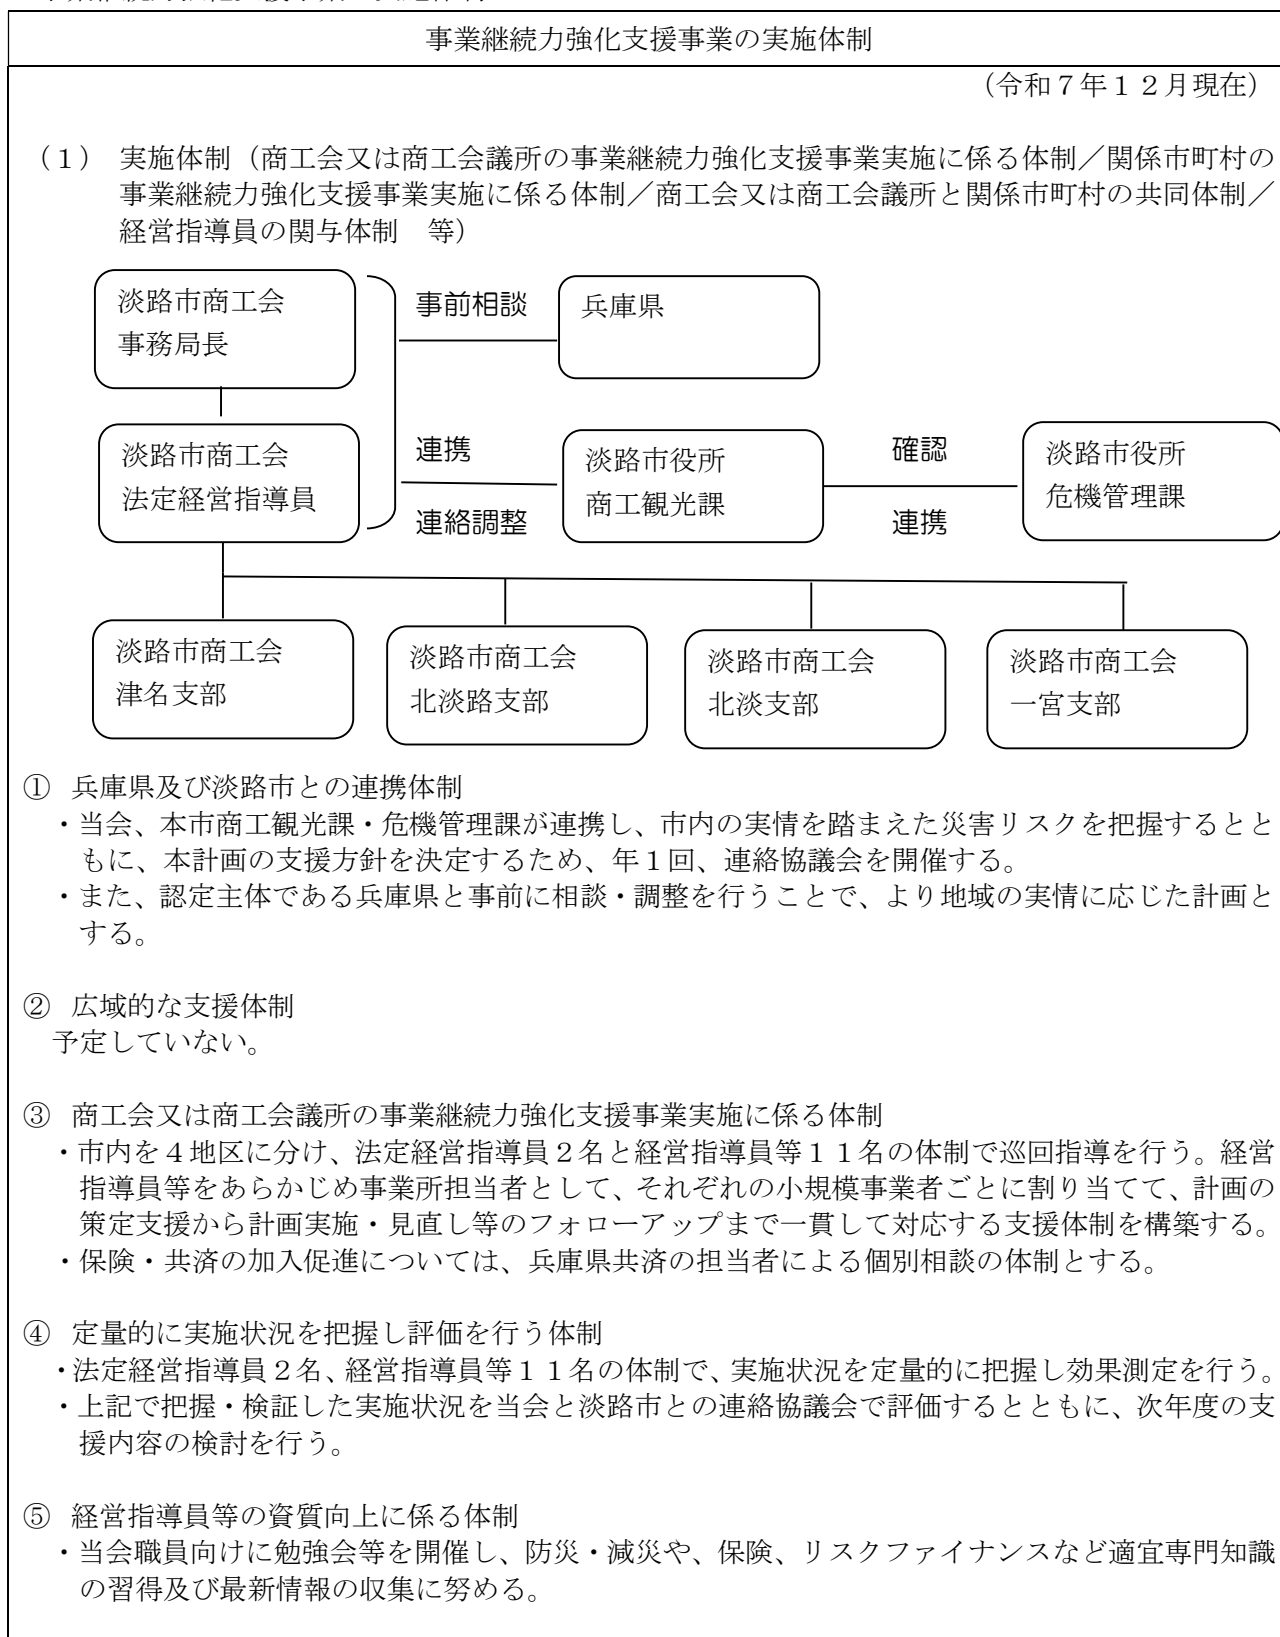 事業継続力強化支援事業の実施体制
（令和７年１２月現在）
（１） 実施体制（商工会又は商工会議所の事業継続力強化支援事業実施に係る体制／関係市町村の
事業継続力強化支援事業実施に係る体制／商工会又は商工会議所と関係市町村の共同体制／
経営指導員の関与体制　等）
淡路市商工会
事務局長
事前相談
兵庫県
淡路市商工会
法定経営指導員
連携
連絡調整
淡路市役所
商工観光課
確認
連携
淡路市役所
危機管理課
淡路市商工会
津名支部
淡路市商工会
北淡路支部
淡路市商工会
北淡支部
淡路市商工会
一宮支部
① 兵庫県及び淡路市との連携体制
・当会、本市商工観光課・危機管理課が連携し、市内の実情を踏まえた災害リスクを把握するとと
もに、本計画の支援方針を決定するため、年１回、連絡協議会を開催する。
・また、認定主体である兵庫県と事前に相談・調整を行うことで、より地域の実情に応じた計画と
する。
② 広域的な支援体制
予定していない。
③ 商工会又は商工会議所の事業継続力強化支援事業実施に係る体制
・市内を４地区に分け、法定経営指導員２名と経営指導員等１１名の体制で巡回指導を行う。経営
指導員等をあらかじめ事業所担当者として、それぞれの小規模事業者ごとに割り当てて、計画の
策定支援から計画実施・見直し等のフォローアップまで一貫して対応する支援体制を構築する。
・保険・共済の加入促進については、兵庫県共済の担当者による個別相談の体制とする。
④ 定量的に実施状況を把握し評価を行う体制
・法定経営指導員２名、経営指導員等１１名の体制で、実施状況を定量的に把握し効果測定を行う。
・上記で把握・検証した実施状況を当会と淡路市との連絡協議会で評価するとともに、次年度の支
援内容の検討を行う。
⑤ 経営指導員等の資質向上に係る体制
・当会職員向けに勉強会等を開催し、防災・減災や、保険、リスクファイナンスなど適宜専門知識
の習得及び最新情報の収集に努める。